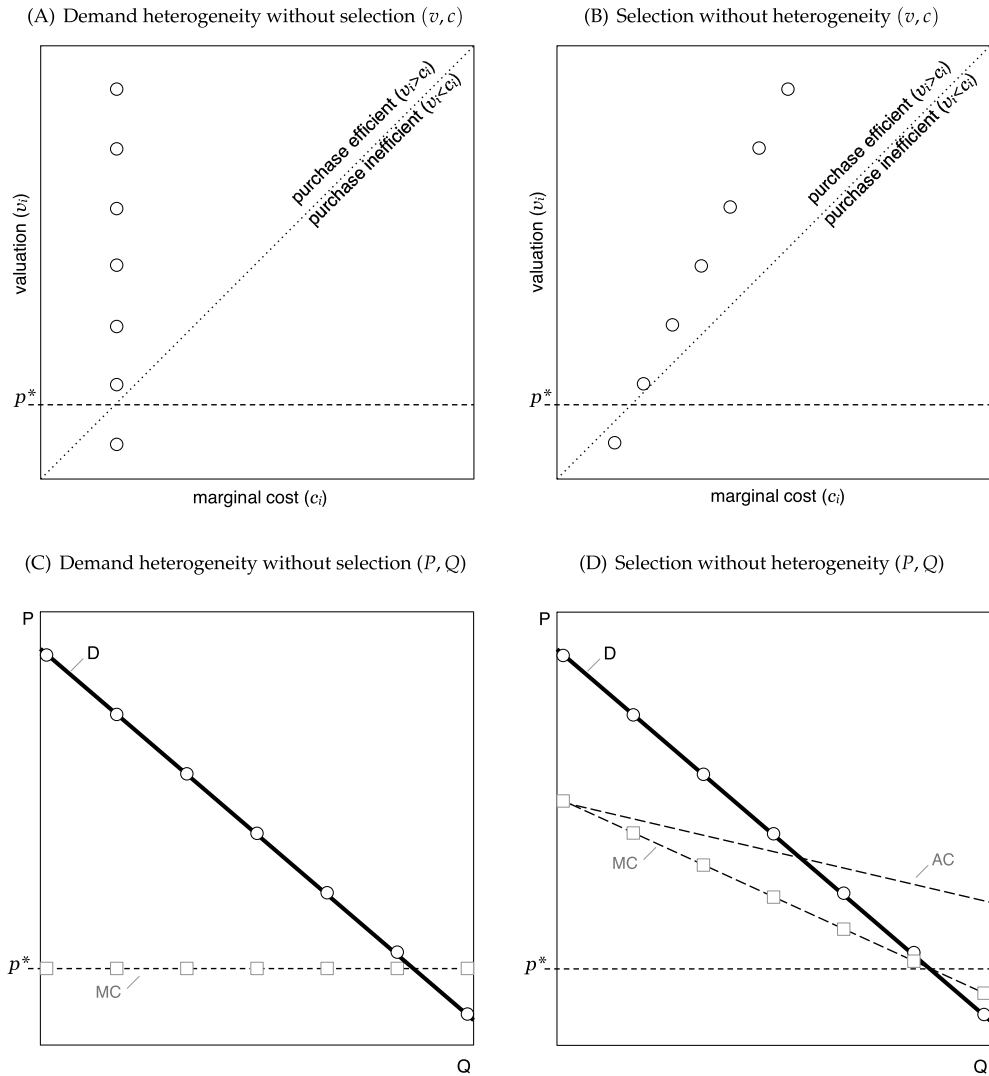 (A) Demand heterogeneity without selection (v, c)
purchase efficient (vᵢ>cᵢ)
purchase inefficient (vᵢ<cᵢ)
valuation (vᵢ)
p*
marginal cost (cᵢ)
(B) Selection without heterogeneity (v, c)
purchase efficient (vᵢ>cᵢ)
purchase inefficient (vᵢ<cᵢ)
valuation (vᵢ)
p*
marginal cost (cᵢ)
(C) Demand heterogeneity without selection (P, Q)
P
D
p*
MC
Q
(D) Selection without heterogeneity (P, Q)
P
D
MC
AC
p*
Q